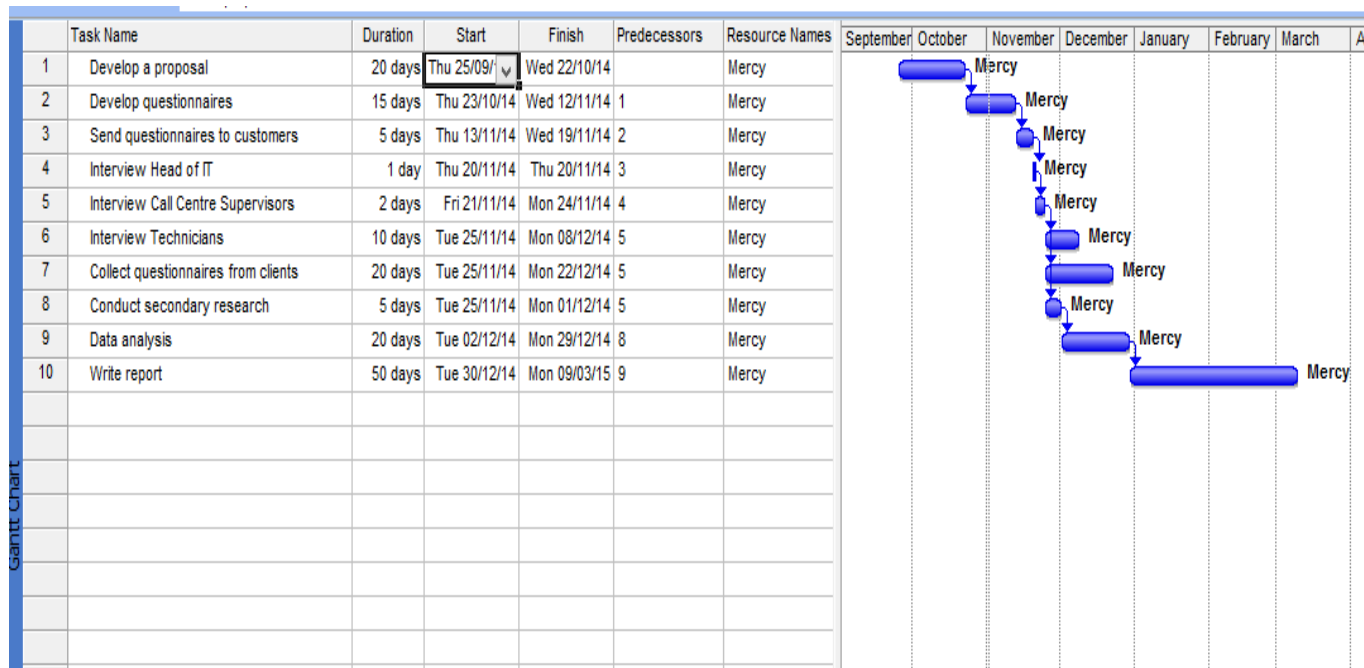 Task Name Duration Start Finish Predecessors Resource Names September October November December January February March A
1 Develop a proposal 20 days Thu 25/09/ Wed 22/10/14 Mercy Mercy
2 Develop questionnaires 15 days Thu 23/10/14 Wed 12/11/14 1 Mercy Mercy
3 Send questionnaires to customers 5 days Thu 13/11/14 Wed 19/11/14 2 Mercy Mercy
4 Interview Head of IT 1 day Thu 20/11/14 Thu 20/11/14 3 Mercy Mercy
5 Interview Call Centre Supervisors 2 days Fri 21/11/14 Mon 24/11/14 4 Mercy Mercy
6 Interview Technicians 10 days Tue 25/11/14 Mon 08/12/14 5 Mercy Mercy
7 Collect questionnaires from clients 20 days Tue 25/11/14 Mon 22/12/14 5 Mercy Mercy
8 Conduct secondary research 5 days Tue 25/11/14 Mon 01/12/14 5 Mercy Mercy
9 Data analysis 20 days Tue 02/12/14 Mon 29/12/14 8 Mercy Mercy
10 Write report 50 days Tue 30/12/14 Mon 09/03/15 9 Mercy Mercy
Gantt Chart